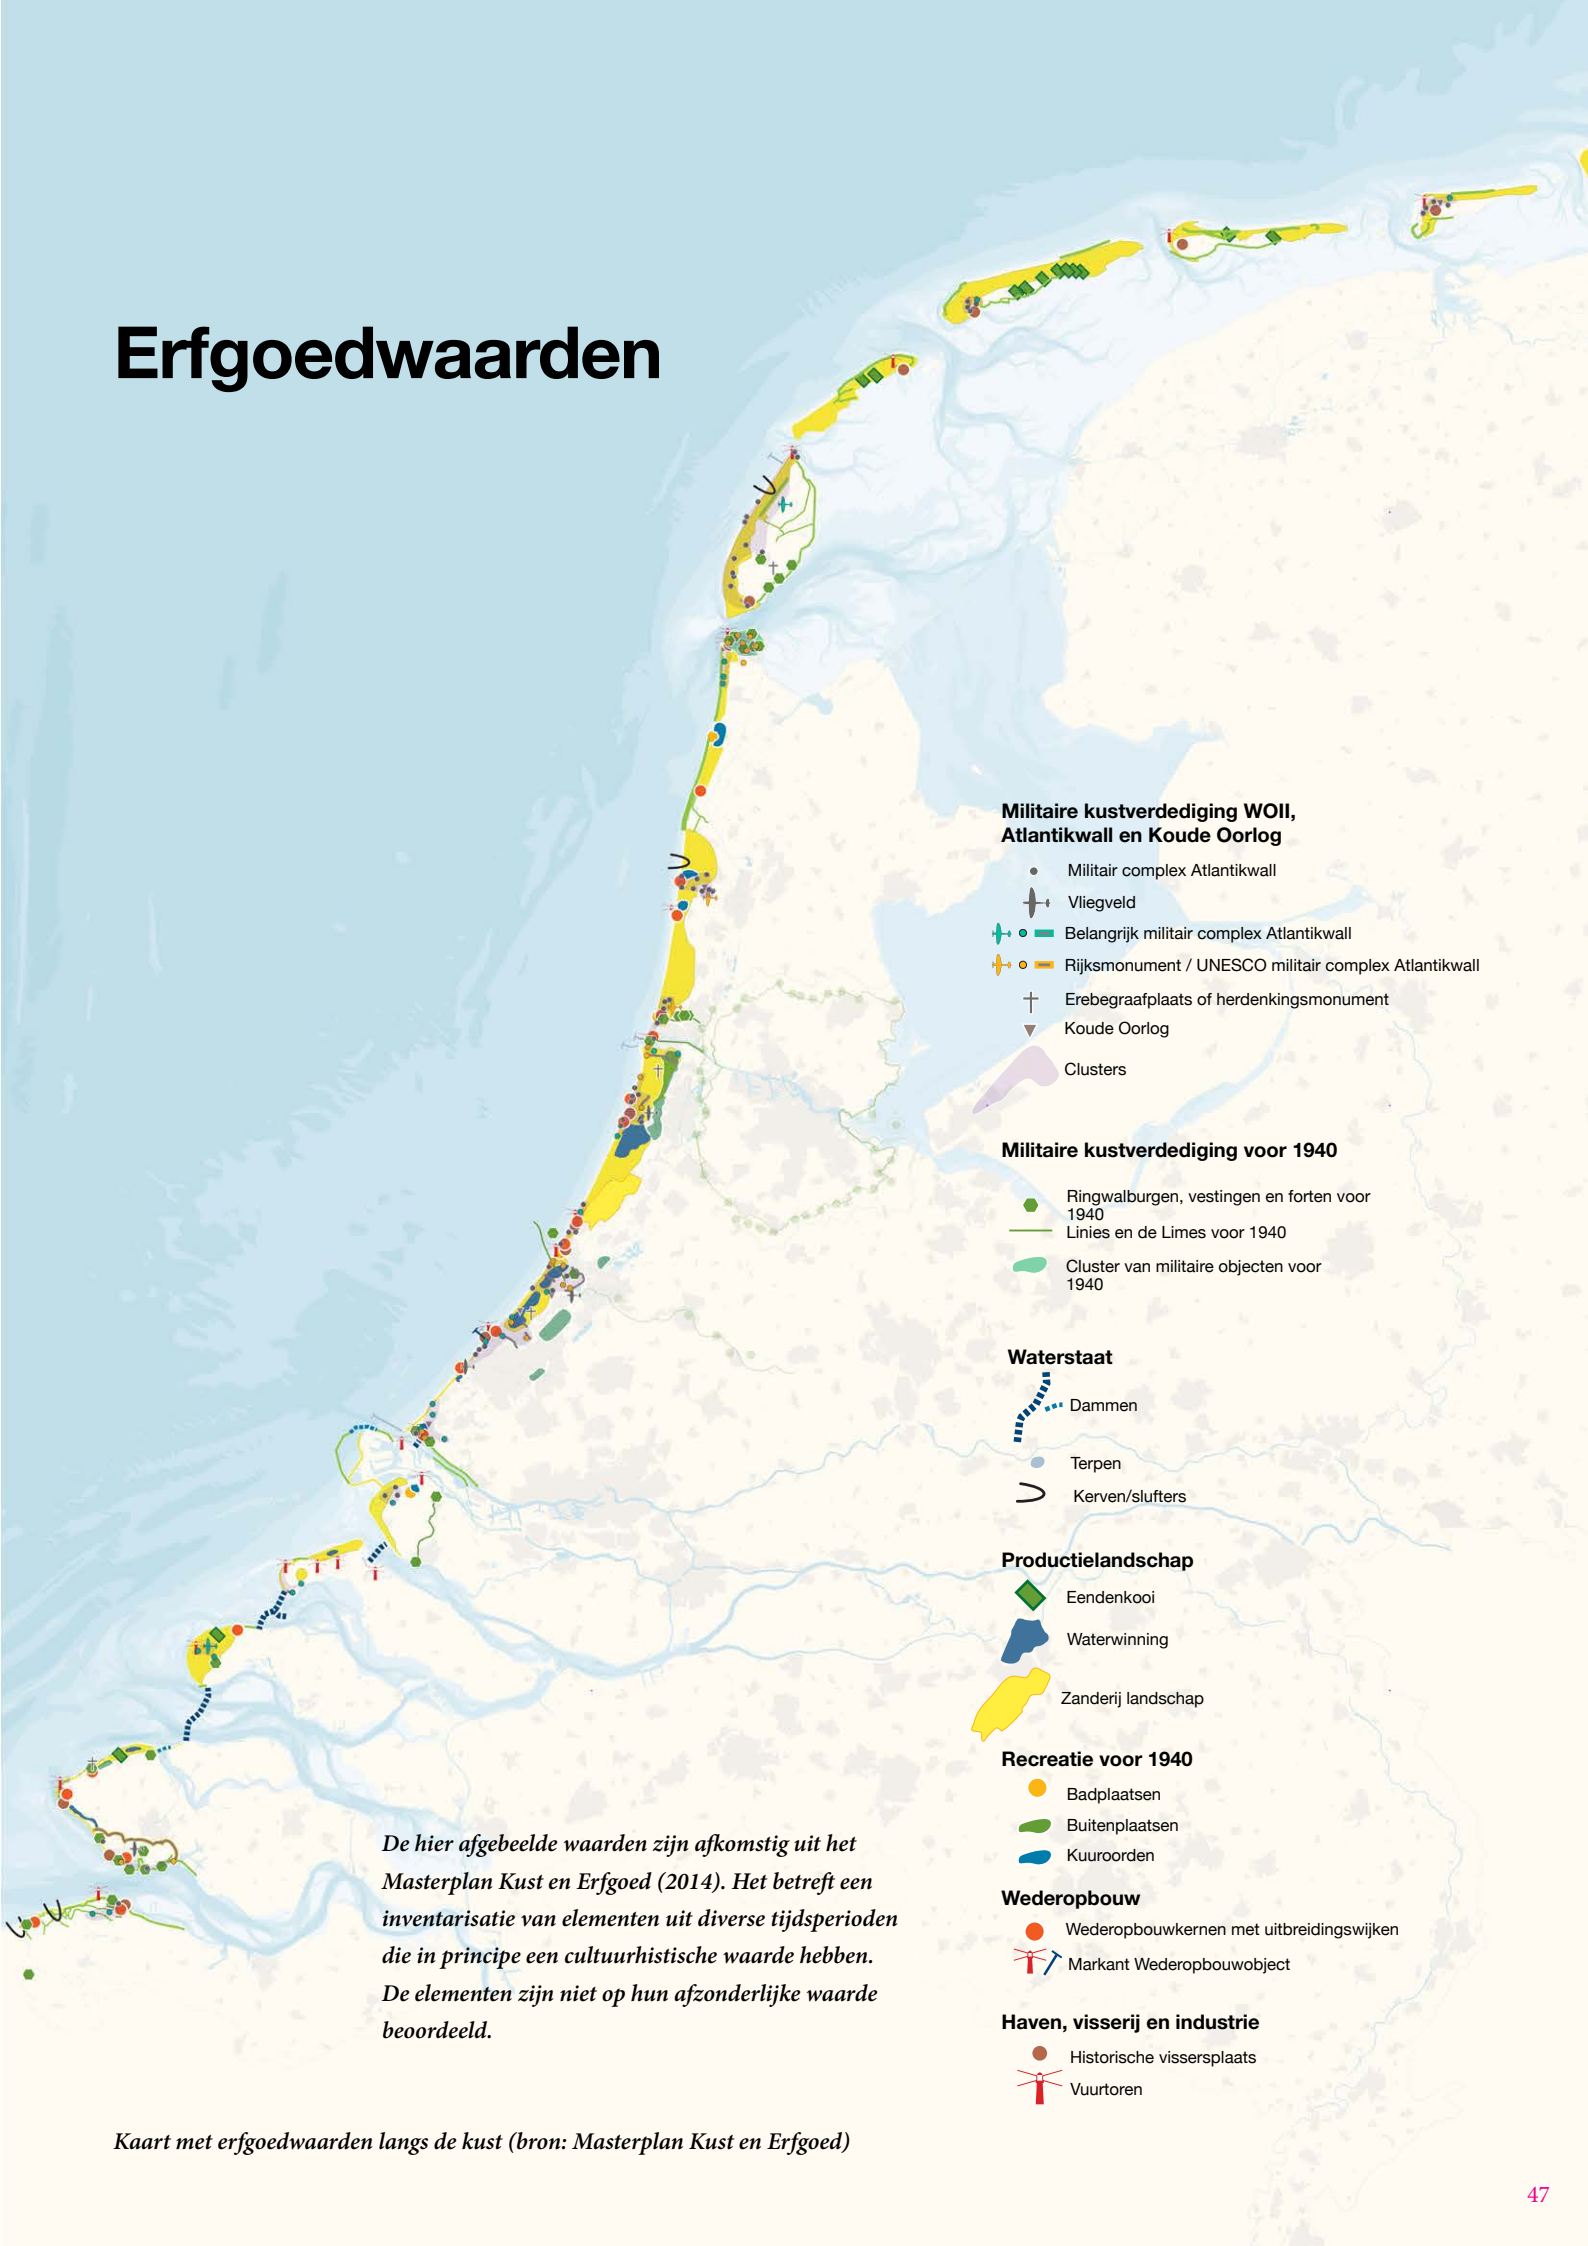 Erfgoedwaarden
Militaire kustverdediging WOII,
Atlantikwall en Koude Oorlog
Militair complex Atlantikwall
Vliegveld
Belangrijk militair complex Atlantikwall
Rijksmonument / UNESCO militair complex Atlantikwall
Erebegraafplaats of herdenkingsmonument
Koude Oorlog
Clusters
Militaire kustverdediging voor 1940
Ringwalburgen, vestingen en forten voor
1940
Linies en de Limes voor 1940
Cluster van militaire objecten voor
1940
Waterstaat
Dammen
Terpen
Kerven/slufters
Productielandschap
Eendenkooi
Waterwinning
Zanderij landschap
Recreatie voor 1940
Badplaatsen
Buitenplaatsen
Kuuroorden
Wederopbouw
Wederopbouwkernen met uitbreidingswijken
Markant Wederopbouwobject
Haven, visserij en industrie
Historische vissersplaats
Vuurtoren
De hier afgebeelde waarden zijn afkomstig uit het
Masterplan Kust en Erfgoed (2014). Het betreft een
inventarisatie van elementen uit diverse tijdsperioden
die in principe een cultuurhistische waarde hebben.
De elementen zijn niet op hun afzonderlijke waarde
beoordeeld.
Kaart met erfgoedwaarden langs de kust (bron: Masterplan Kust en Erfgoed)
47